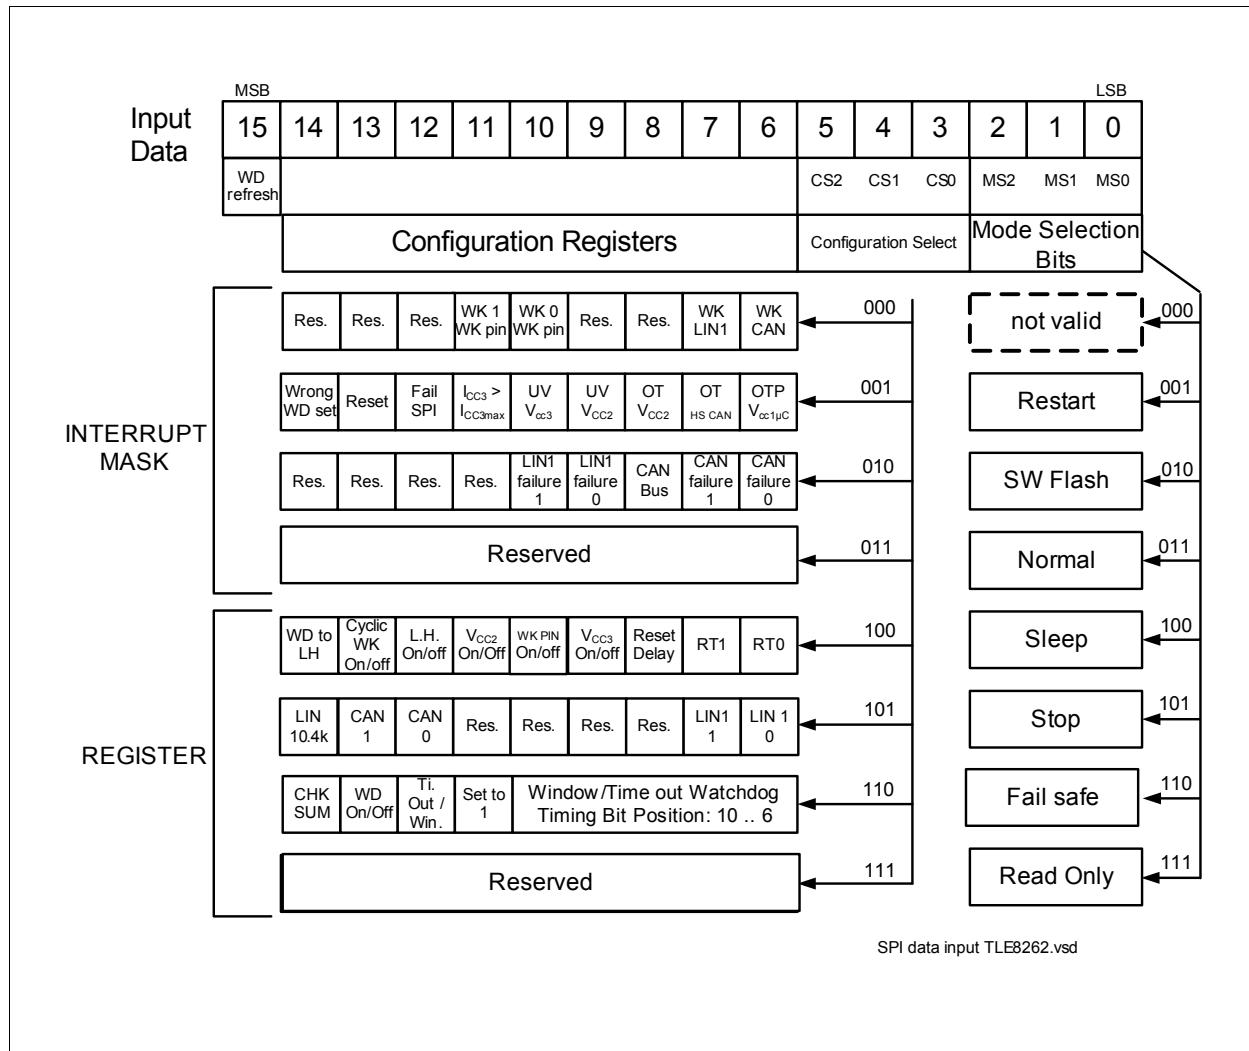 MSB LSB
Input 15 14 13 12 11 10 9 8 7 6 5 4 3 2 1 0
Data
WD CS2 CS1 CS0 MS2 MS1 MS0
refresh
Configuration Registers Configuration Select Mode Selection
Bits
INTERRUPT
MASK
Res. Res. Res. WK 1 WK 0 Res. Res. WK WK 000
WK pin WK pin LIN1 CAN
not valid 000
Wrong Reset Fail ICC3 > UV UV OT OT OTP 001
WD set SPI ICC3max Vcc3 VCC2 VCC2 HS CAN Vcc1µC
Restart 001
Res. Res. Res. Res. LIN1 LIN1 CAN CAN CAN 010
failure failure Bus failure failure
1 0 1 0
SW Flash 010
Reserved 011
Normal 011
REGISTER
WD to Cyclic L.H. VCC2 WK PIN VCC3 Reset RT1 RT0 100
LH WK On/off On/Off On/off On/off Delay
On/off
Sleep 100
LIN CAN CAN Res. Res. Res. Res. LIN1 LIN 1 101
10.4k 1 0 1 0
Stop 101
CHK WD Ti. Set to Window/Time out Watchdog 110
SUM On/Off Out / 1 Timing Bit Position: 10 .. 6
Win.
Fail safe 110
Reserved 111
Read Only 111
SPI data input TLE8262.vsd